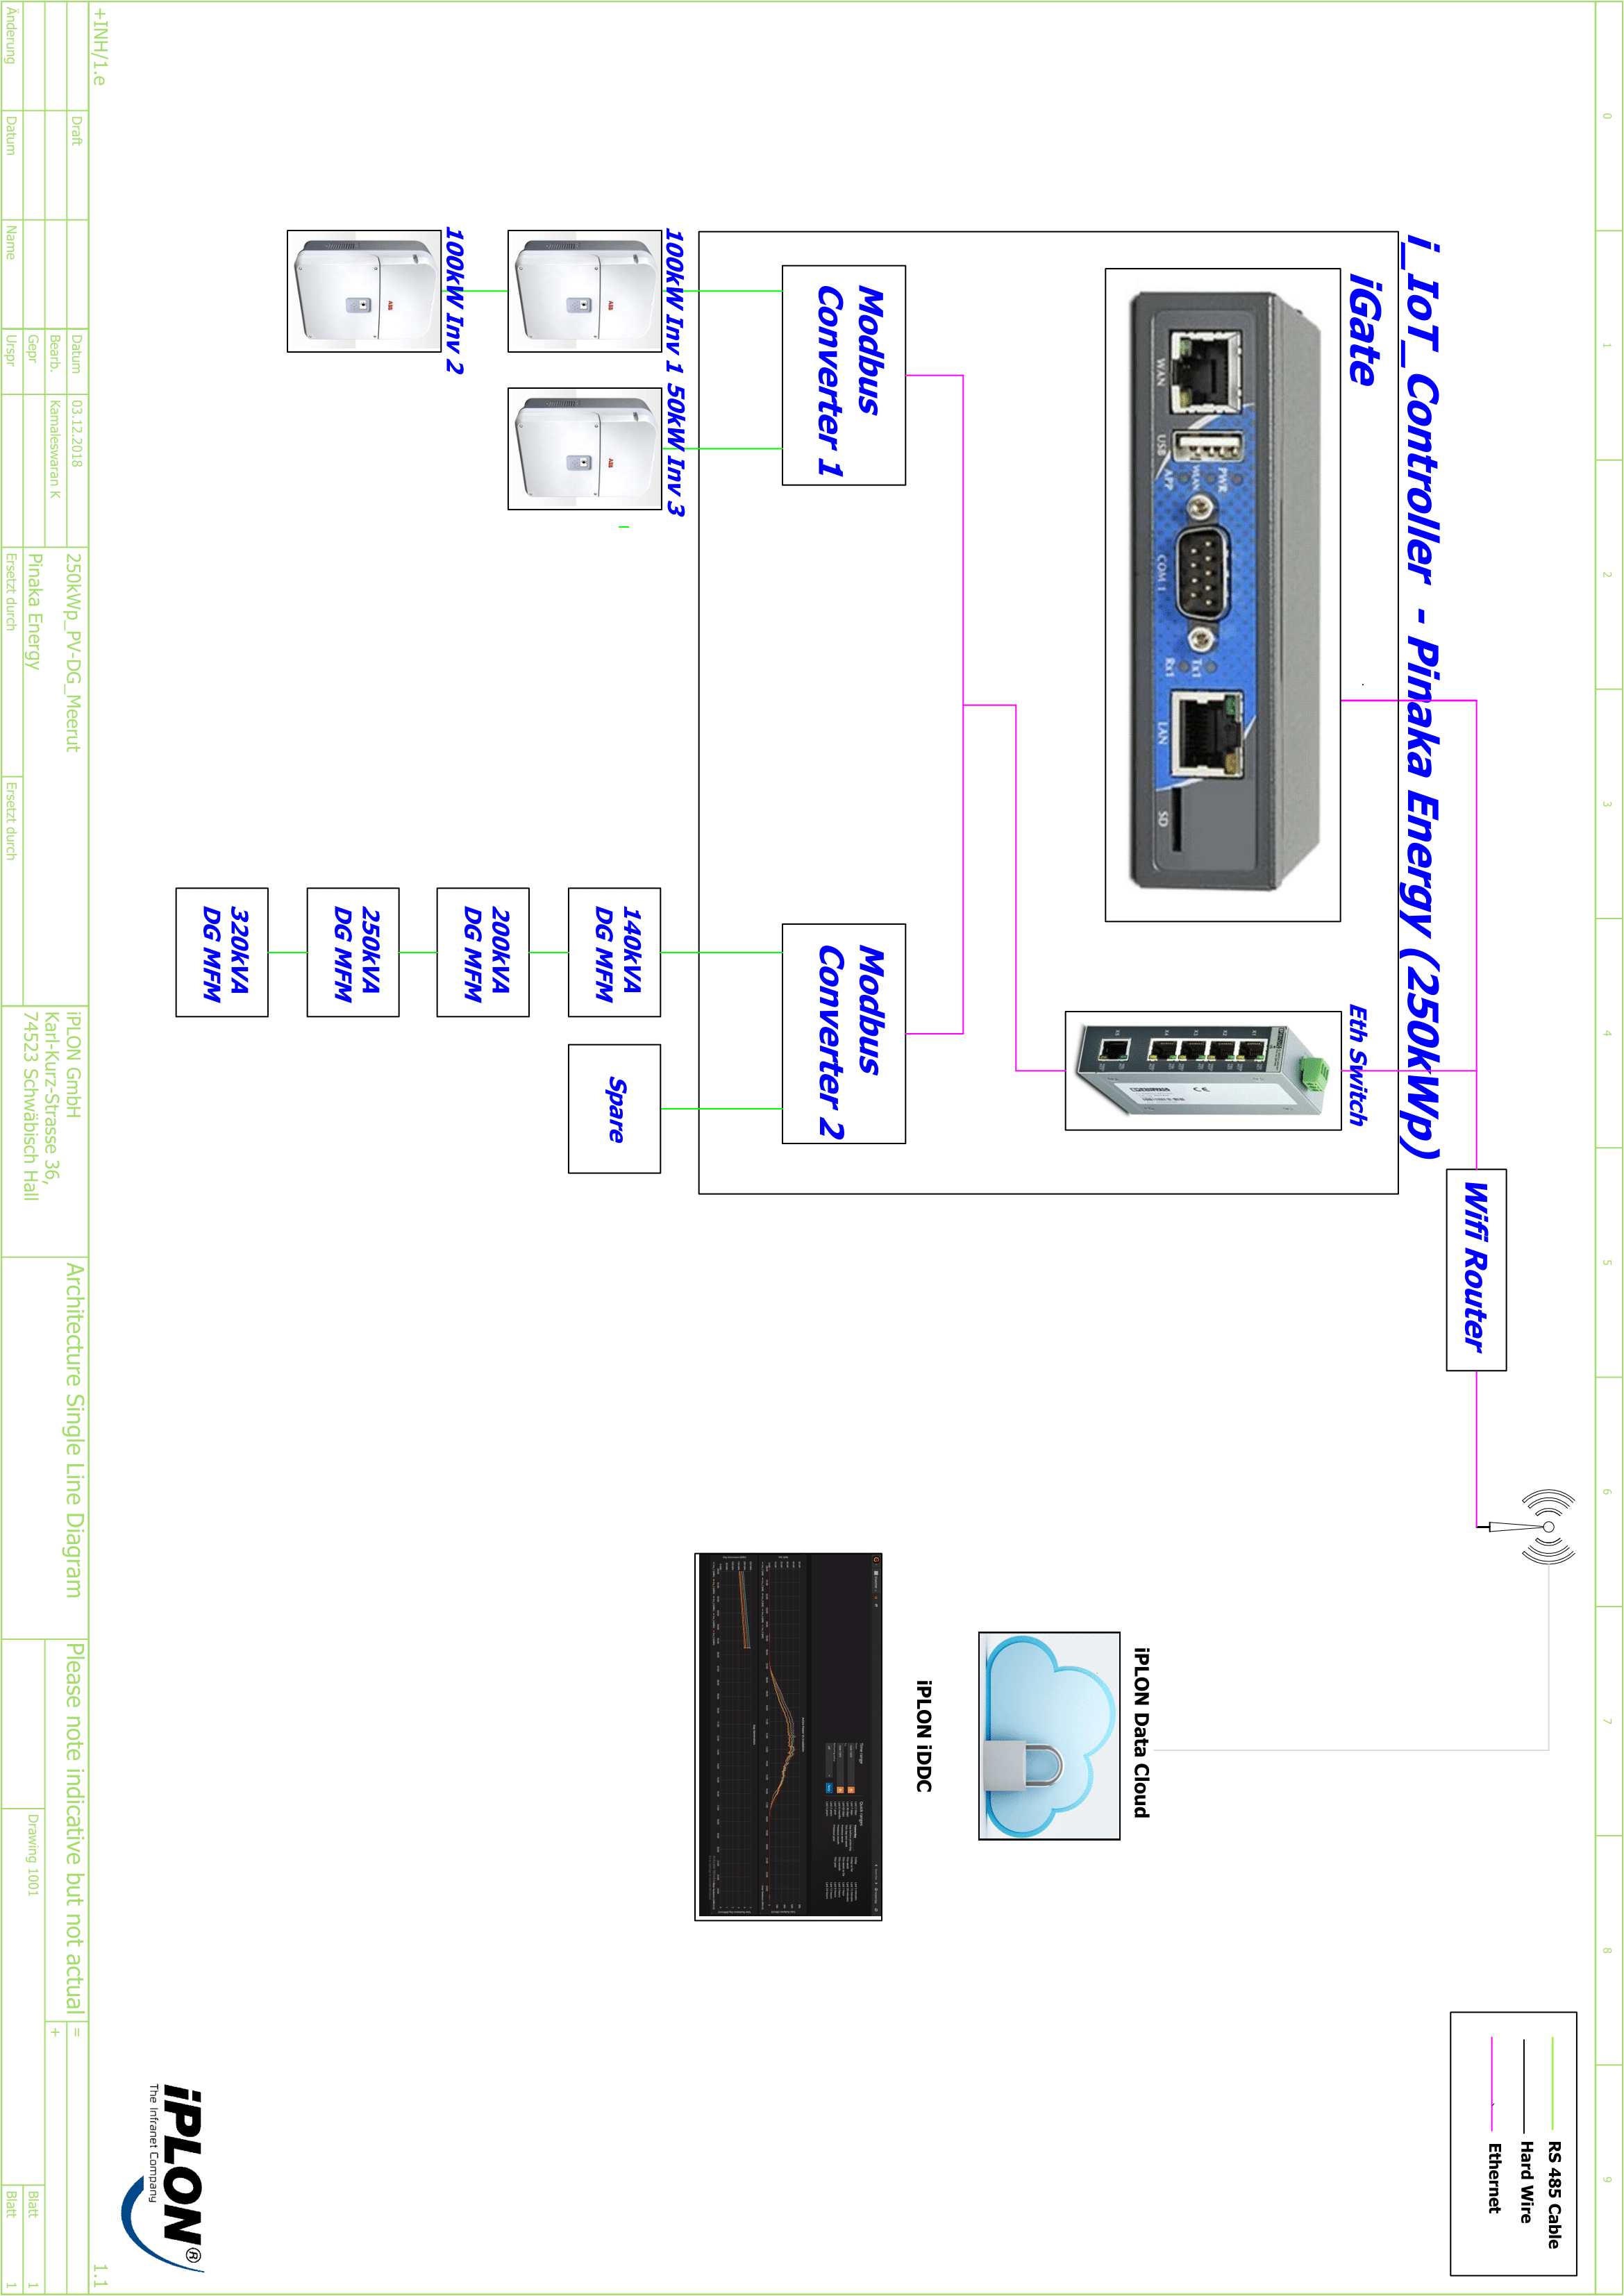 0
1
2
3
4
5
6
7
8
9
i_IoT_Controller - Pinaka Energy (250kWp)
iGate
WAN
USB
PWR
WLAN
APP
COM 1
Tx1
Rx1
LAN
SD
Eth Switch
Wifi Router
RS 485 Cable
Hard Wire
Ethernet
iPLON Data Cloud
iPLON iDDC
Modbus
Converter 1
Modbus
Converter 2
100kW Inv 1
50kW Inv 3
100kW Inv 2
ABB
ABB
ABB
140kVA
DG MFM
200kVA
DG MFM
250kVA
DG MFM
320kVA
DG MFM
Spare
iPLON®
The Infranet Company
+INH/1.e
1.1
Draft
Datum
03.12.2018
250kWp_PV-DG_Meerut
iPLON GmbH
Architecture Single Line Diagram
Please note indicative but not actual
=
Bearb.
Kamaleswaran K
Karl-Kurz-Strasse 36,
+
Gepr
Pinaka Energy
74523 Schwäbisch Hall
Drawing 1001
Blatt
1
Änderung
Datum
Name
Urspr
Ersetzt durch
Ersetzt durch
Blatt
1